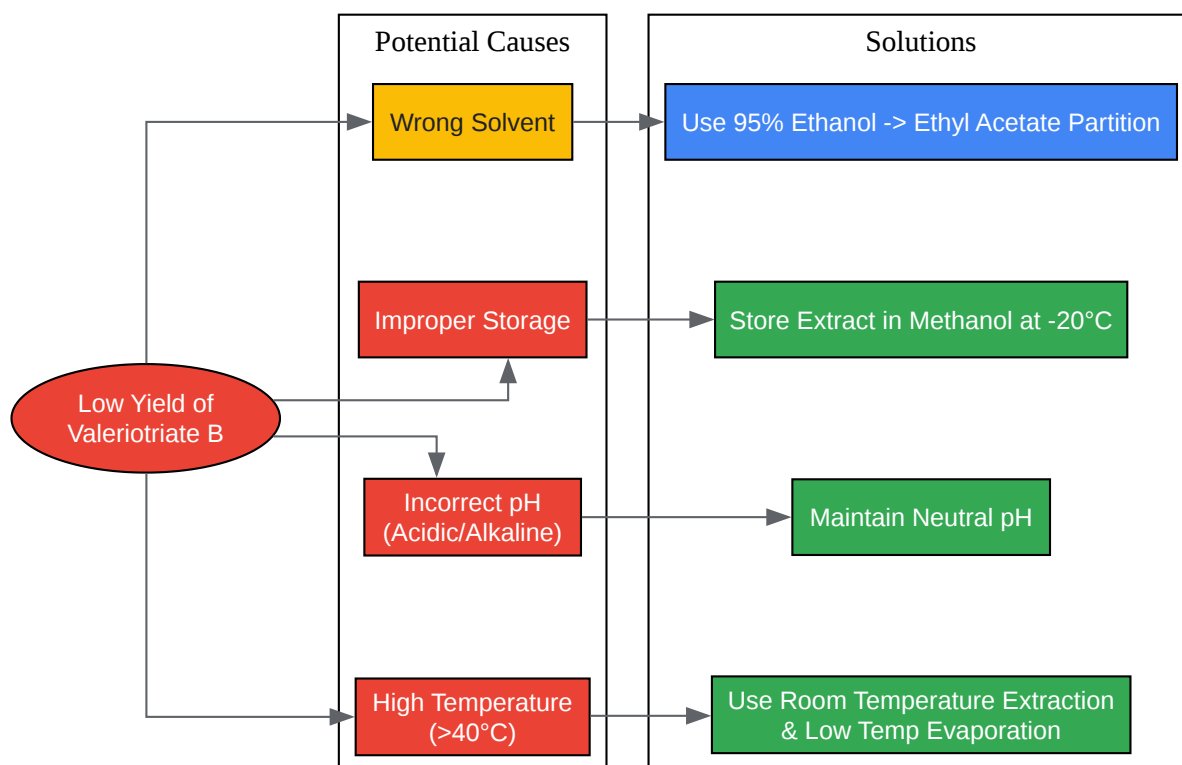 Potential Causes
Solutions
Wrong Solvent
Use 95% Ethanol -> Ethyl Acetate Partition
Improper Storage
Store Extract in Methanol at -20°C
Low Yield of
Valeriotriate B
Incorrect pH
(Acidic/Alkaline)
Maintain Neutral pH
High Temperature
(>40°C)
Use Room Temperature Extraction
& Low Temp Evaporation